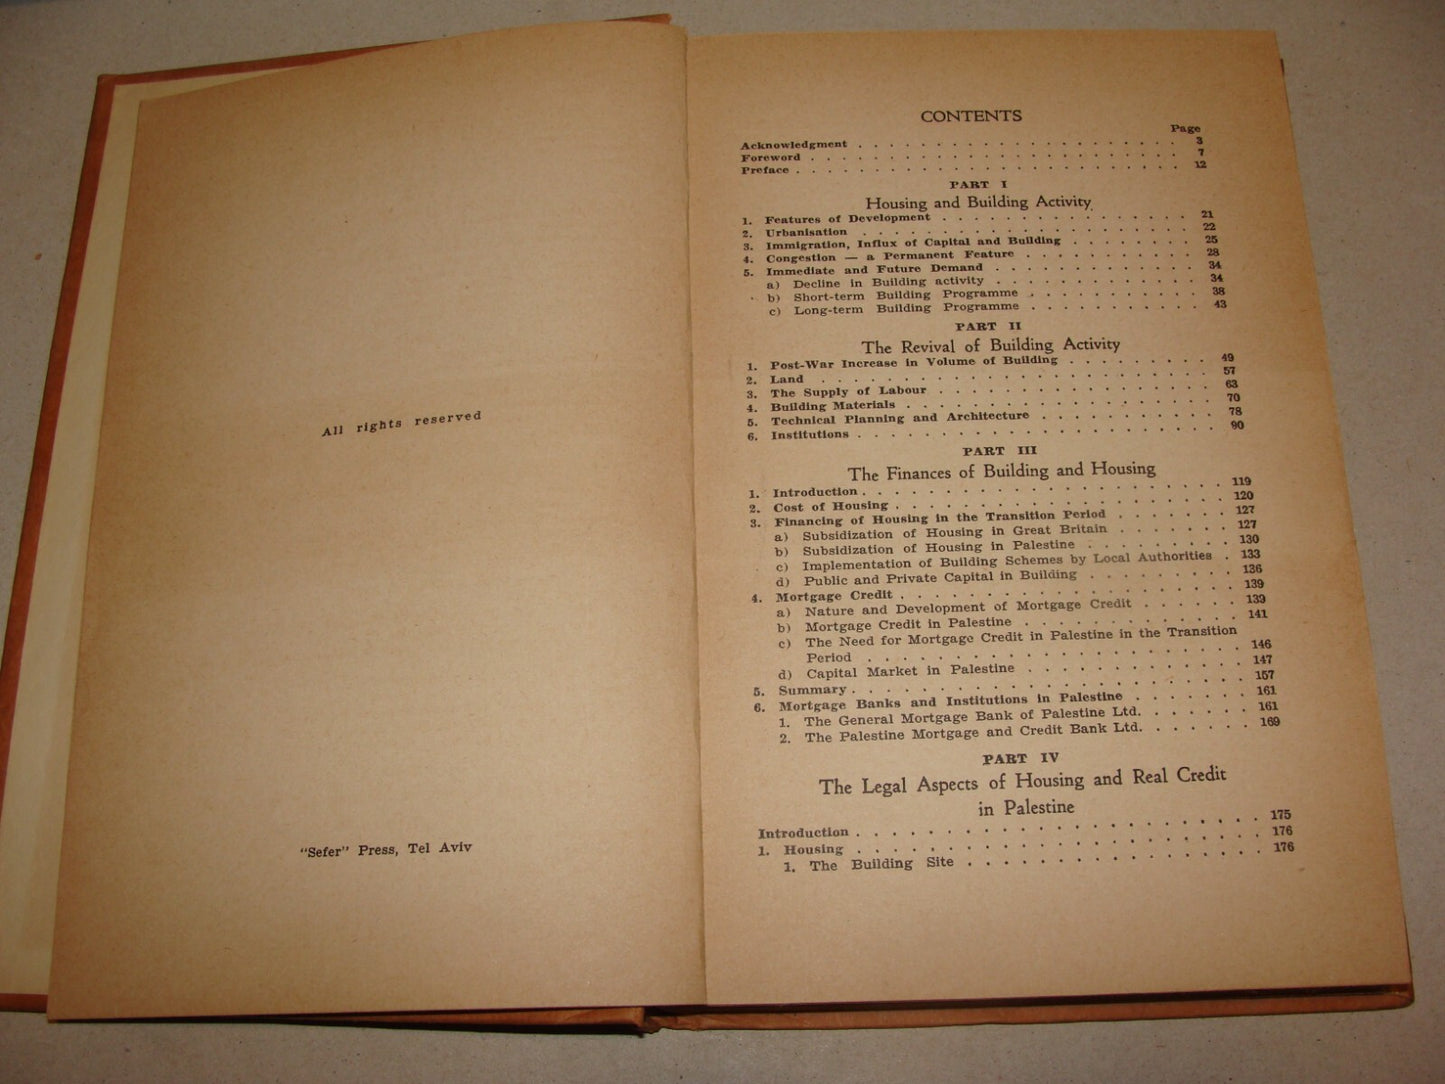 All rights reserved
"Sefer" Press, Tel Aviv
CONTENTS
Page
Acknowledgment . . . . . . . . . . . . . . . . . . . . . 3
Foreword . . . . . . . . . . . . . . . . . . . . . . . . 7
Preface . . . . . . . . . . . . . . . . . . . . . . . . . 12
PART I
Housing and Building Activity
1. Features of Development . . . . . . . . . . . . . . . . 21
2. Urbanisation . . . . . . . . . . . . . . . . . . . . . 22
3. Immigration, Influx of Capital and Building . . . . . . . . 25
4. Congestion — a Permanent Feature . . . . . . . . . . . 28
5. Immediate and Future Demand . . . . . . . . . . . . . 34
a) Decline in Building activity . . . . . . . . . . . . . 34
b) Short-term Building Programme . . . . . . . . . . . 38
c) Long-term Building Programme . . . . . . . . . . . 43
PART II
The Revival of Building Activity
1. Post-War Increase in Volume of Building . . . . . . . . . 49
2. Land . . . . . . . . . . . . . . . . . . . . . . . . . 57
3. The Supply of Labour . . . . . . . . . . . . . . . . . 63
4. Building Materials . . . . . . . . . . . . . . . . . . . 70
5. Technical Planning and Architecture . . . . . . . . . . . 78
6. Institutions . . . . . . . . . . . . . . . . . . . . . . 90
PART III
The Finances of Building and Housing
1. Introduction . . . . . . . . . . . . . . . . . . . . . . 119
2. Cost of Housing . . . . . . . . . . . . . . . . . . . . 120
3. Financing of Housing in the Transition Period . . . . . . . 127
a) Subsidization of Housing in Great Britain . . . . . . . 127
b) Subsidization of Housing in Palestine . . . . . . . . . 130
c) Implementation of Building Schemes by Local Authorities . 133
d) Public and Private Capital in Building . . . . . . . . . 136
4. Mortgage Credit . . . . . . . . . . . . . . . . . . . . 139
a) Nature and Development of Mortgage Credit . . . . . . 139
b) Mortgage Credit in Palestine . . . . . . . . . . . . . 141
c) The Need for Mortgage Credit in Palestine in the Transition
Period . . . . . . . . . . . . . . . . . . . . . . 146
d) Capital Market in Palestine . . . . . . . . . . . . . 147
5. Summary . . . . . . . . . . . . . . . . . . . . . . . 157
6. Mortgage Banks and Institutions in Palestine . . . . . . . 161
1. The General Mortgage Bank of Palestine Ltd. . . . . . . 161
2. The Palestine Mortgage and Credit Bank Ltd. . . . . . . 169
PART IV
The Legal Aspects of Housing and Real Credit
in Palestine
Introduction . . . . . . . . . . . . . . . . . . . . . . . 175
1. Housing . . . . . . . . . . . . . . . . . . . . . . . 176
1. The Building Site . . . . . . . . . . . . . . . . . 176